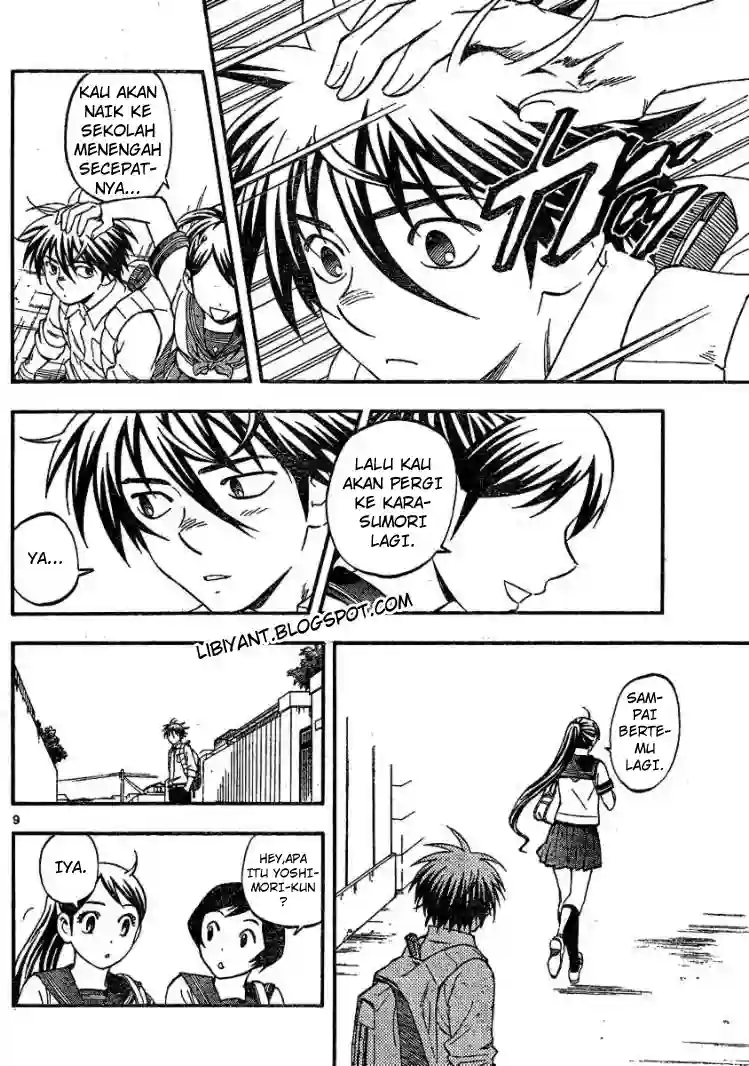 KAU AKAN
NAIK KE
SEKOLAH
MENENGAH
SECEPAT-
NYA...
LALU KAU
AKAN PERGI
KE KARA-
SUMORI
LAGI.
YA...
LIBIYANT.BLOGSPOT.COM
SAM-
PAI
BERTE-
MU
LAGI.
9
HEY,APA
ITU YOSHI-
MORI-KUN
?
IYA.